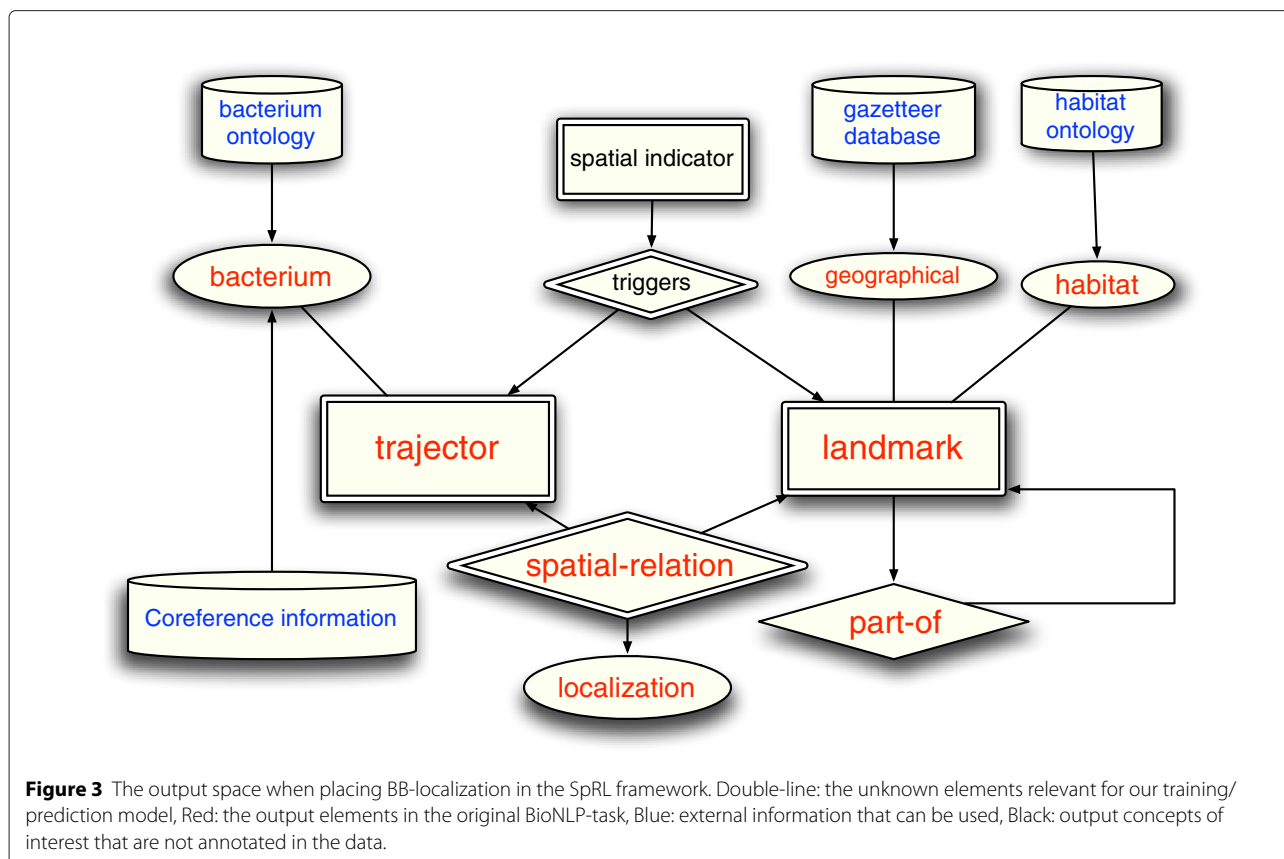 bacterium
ontology
gazetteer
database
habitat
ontology
spatial indicator
bacterium
triggers
geographical
habitat
trajector
landmark
spatial-relation
Coreference information
part-of
localization
Figure 3 The output space when placing BB-localization in the SpRL framework. Double-line: the unknown elements relevant for our training/
prediction model, Red: the output elements in the original BioNLP-task, Blue: external information that can be used, Black: output concepts of
interest that are not annotated in the data.